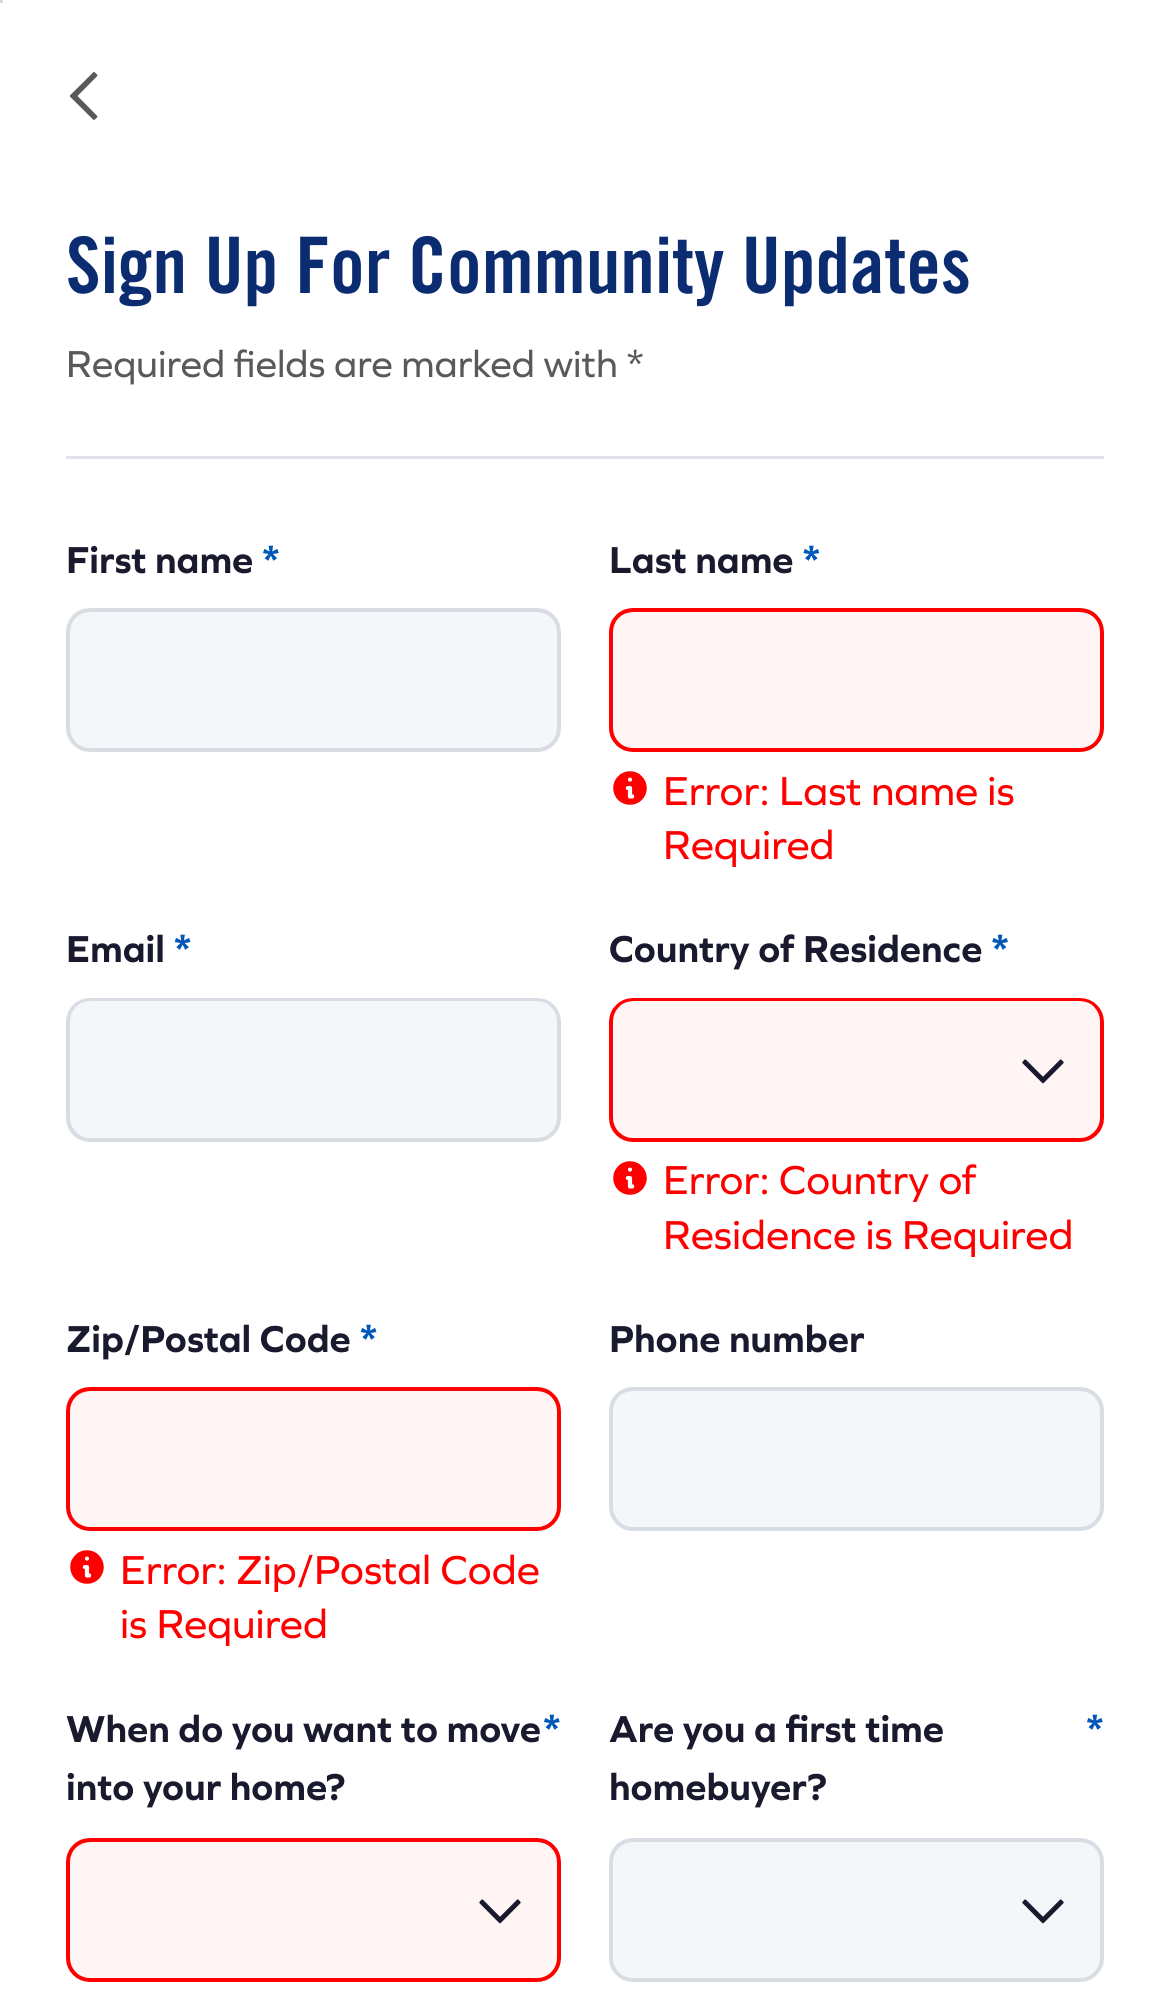 Sign Up For Community Updates
Required fields are marked with *
First name *
Last name *
Error: Last name is
Required
Email *
Country of Residence *
Error: Country of
Residence is Required
Zip/Postal Code *
Phone number
Error: Zip/Postal Code
is Required
When do you want to move*
into your home?
Are you a first time *
homebuyer?